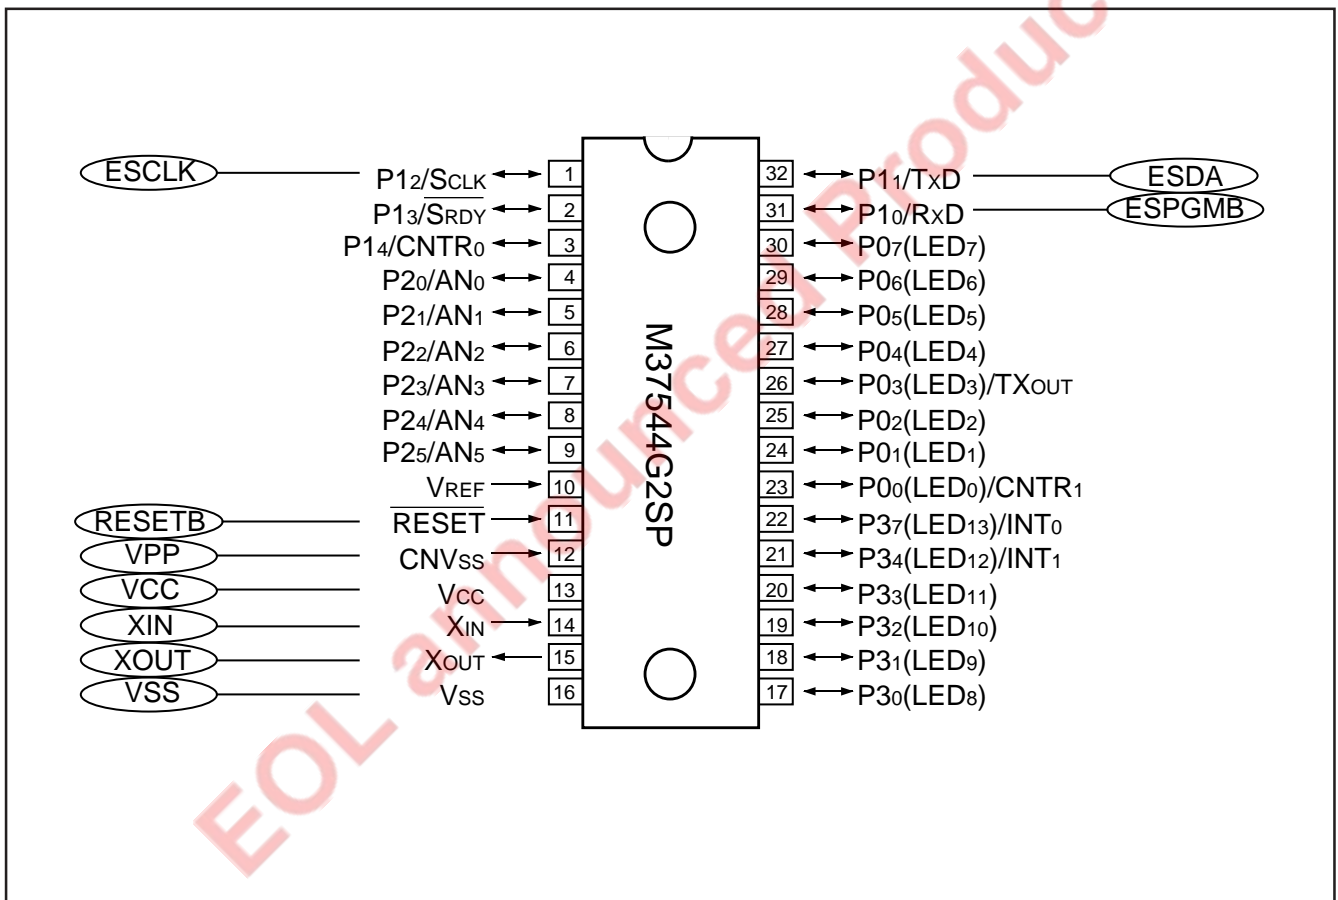 ESCLK P12/SCLK 1 32 P11/TXD ESDA
P13/SRDY 2 31 P10/RXD ESPGMB
P14/CNTR0 3 30 P07(LED7)
P20/AN0 4 29 P06(LED6)
P21/AN1 5 28 P05(LED5)
P22/AN2 6 27 P04(LED4)
P23/AN3 7 26 P03(LED3)/TXOUT
P24/AN4 8 25 P02(LED2)
P25/AN5 9 24 P01(LED1)
VREF 10 23 P00(LED0)/CNTR1
RESETB RESET 11 22 P37(LED13)/INT0
VPP CNVSS 12 21 P34(LED12)/INT1
VCC VCC 13 20 P33(LED11)
XIN XIN 14 19 P32(LED10)
XOUT XOUT 15 18 P31(LED9)
VSS VSS 16 17 P30(LED8)
M37544G2SP
EOL announced Produc